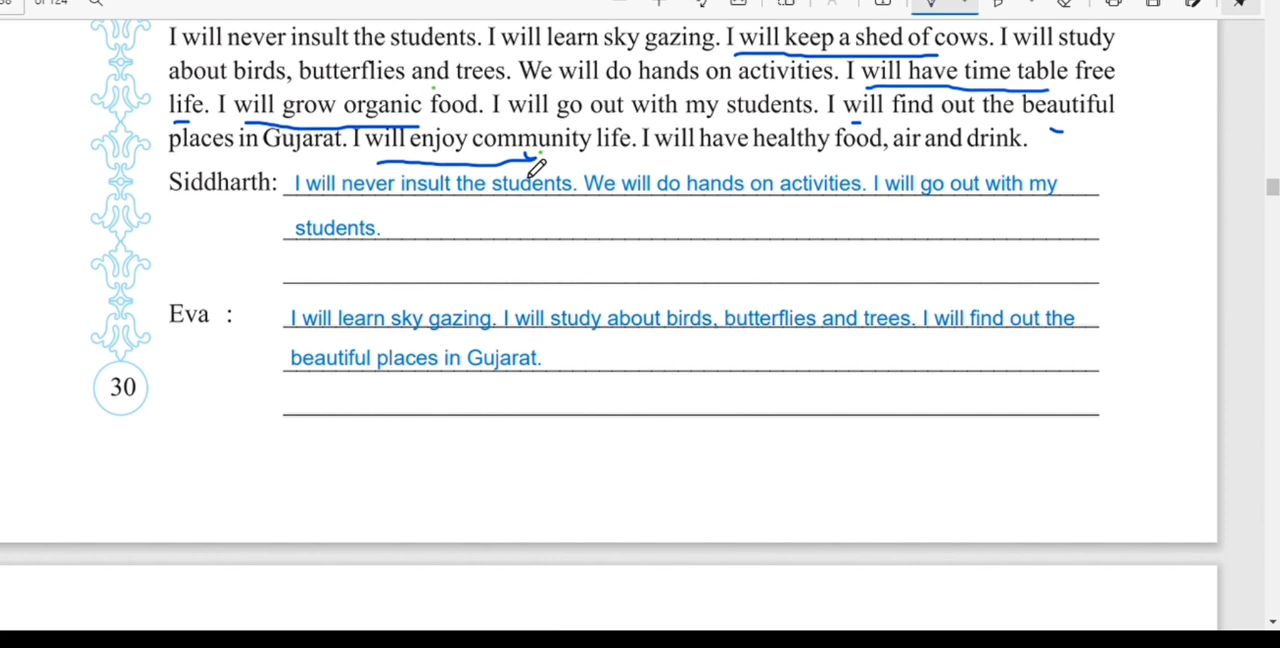 of 124
I will never insult the students. I will learn sky gazing. I will keep a shed of cows. I will study
about birds, butterflies and trees. We will do hands on activities. I will have time table free
life. I will grow organic food. I will go out with my students. I will find out the beautiful
places in Gujarat. I will enjoy community life. I will have healthy food, air and drink.
Siddharth: I will never insult the students. We will do hands on activities. I will go out with my
students.
Eva : I will learn sky gazing. I will study about birds, butterflies and trees. I will find out the
beautiful places in Gujarat.
30